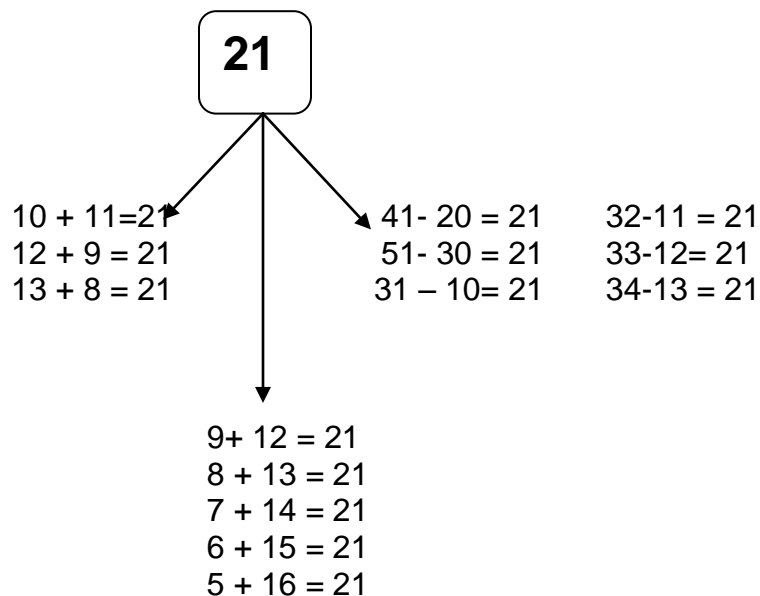 21
10 + 11=21
12 + 9 = 21
13 + 8 = 21
41- 20 = 21
51- 30 = 21
31 – 10= 21
32-11 = 21
33-12= 21
34-13 = 21
9+ 12 = 21
8 + 13 = 21
7 + 14 = 21
6 + 15 = 21
5 + 16 = 21